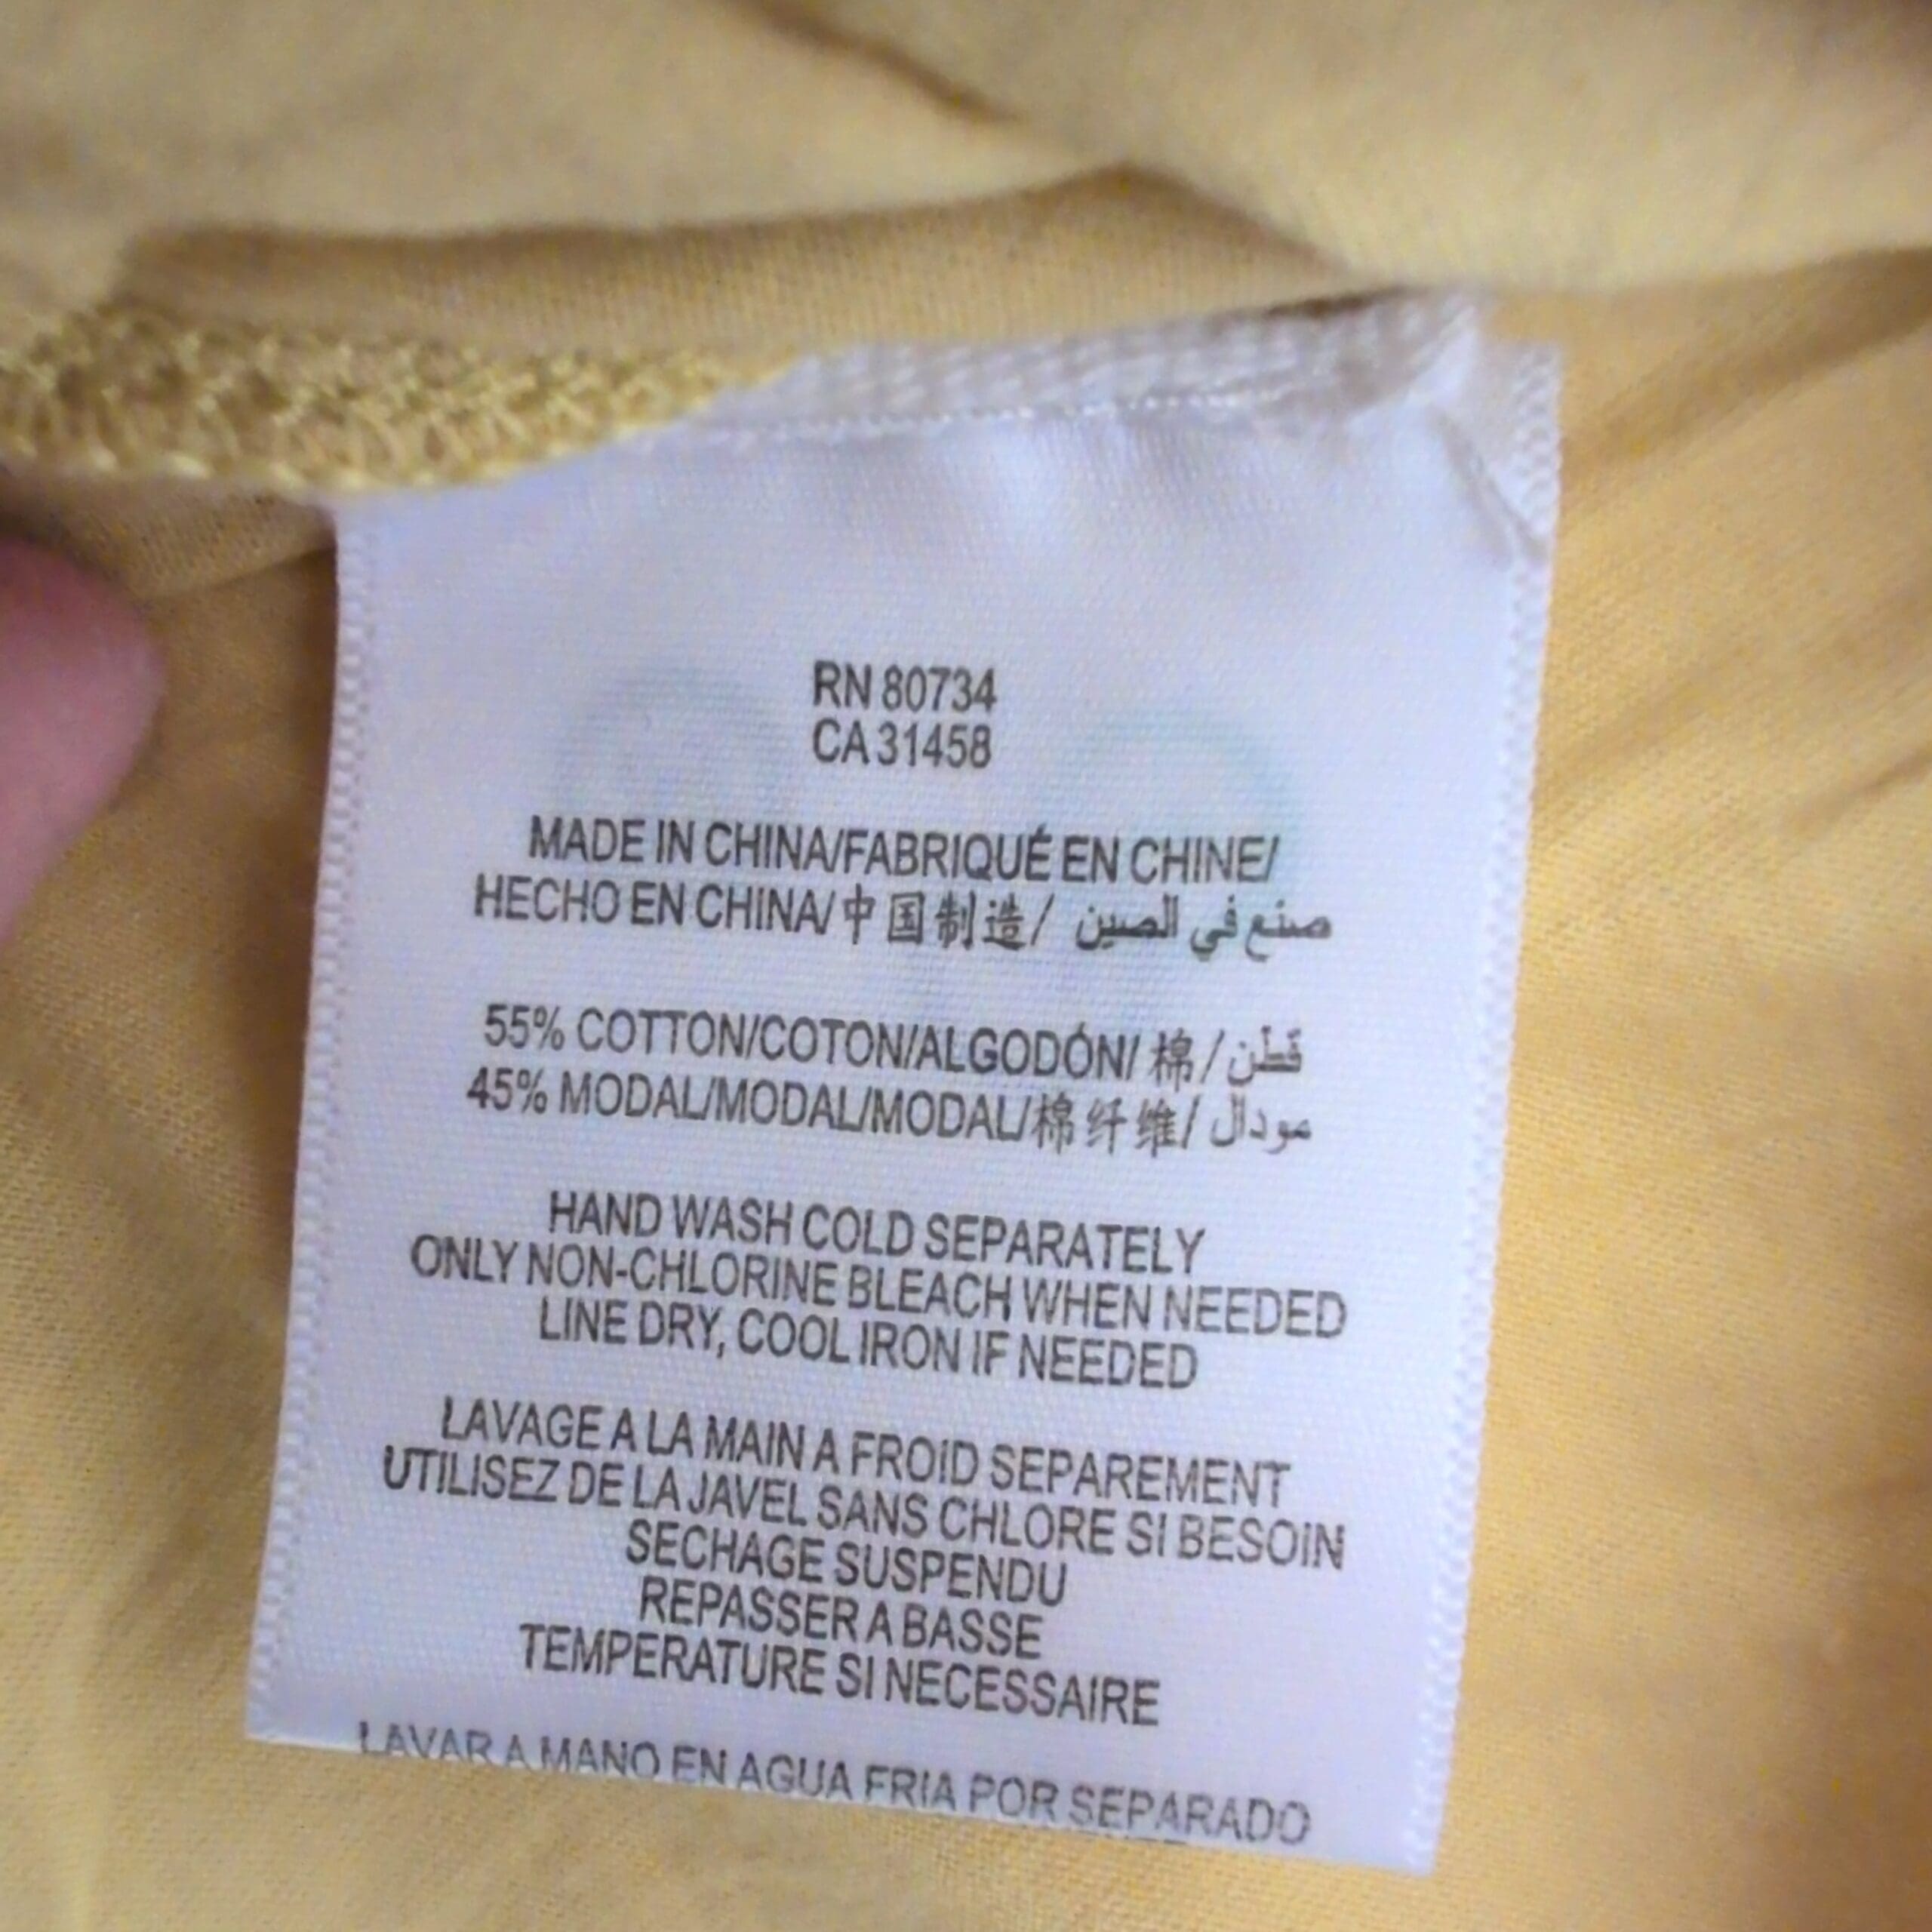 RN 80734
CA 31458
MADE IN CHINA/FABRIQUÉ EN CHINE/
HECHO EN CHINA/中国制造/ صنع في الصين
55% COTTON/COTON/ALGODÓN/棉/قطن
45% MODAL/MODAL/MODAL/棉纤维/مودال
HAND WASH COLD SEPARATELY
ONLY NON-CHLORINE BLEACH WHEN NEEDED
LINE DRY, COOL IRON IF NEEDED
LAVAGE A LA MAIN A FROID SEPAREMENT
UTILISEZ DE LA JAVEL SANS CHLORE SI BESOIN
SECHAGE SUSPENDU
REPASSER A BASSE
TEMPERATURE SI NECESSAIRE
LAVAR A MANO EN AGUA FRIA POR SEPARADO